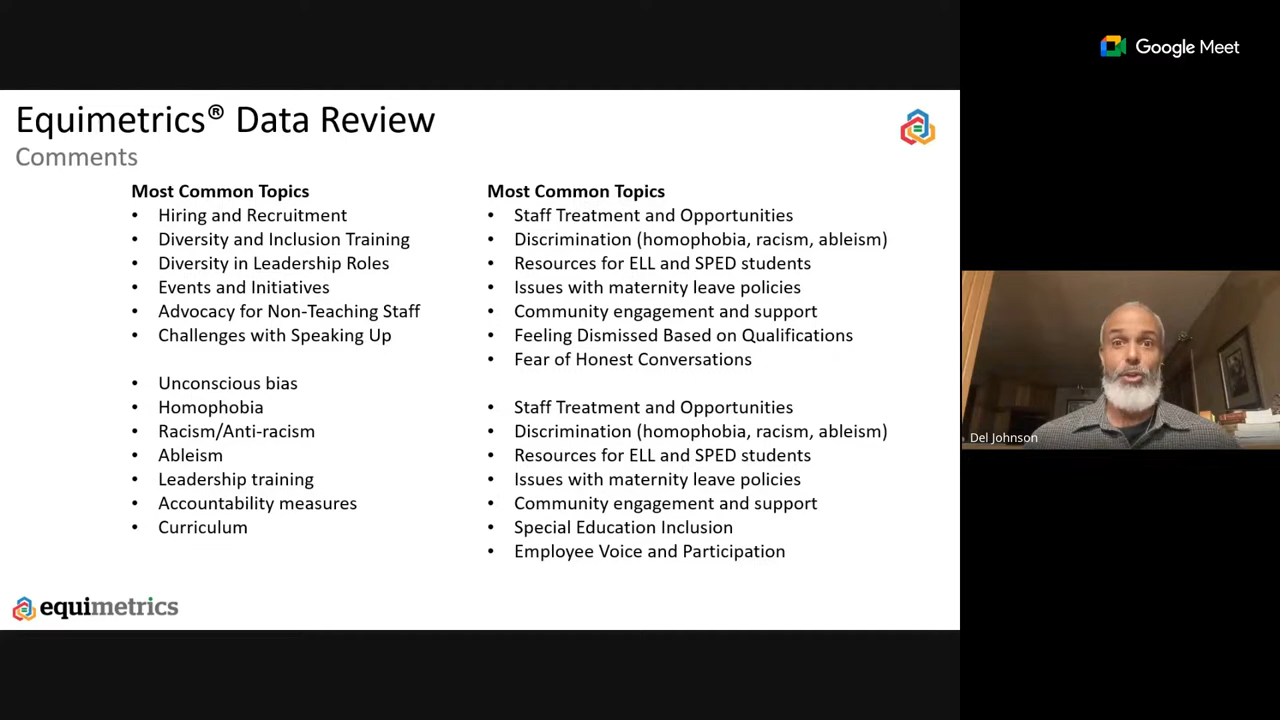 Google Meet
Equimetrics® Data Review
Comments
Most Common Topics
• Hiring and Recruitment
• Diversity and Inclusion Training
• Diversity in Leadership Roles
• Events and Initiatives
• Advocacy for Non-Teaching Staff
• Challenges with Speaking Up
• Unconscious bias
• Homophobia
• Racism/Anti-racism
• Ableism
• Leadership training
• Accountability measures
• Curriculum
Most Common Topics
• Staff Treatment and Opportunities
• Discrimination (homophobia, racism, ableism)
• Resources for ELL and SPED students
• Issues with maternity leave policies
• Community engagement and support
• Feeling Dismissed Based on Qualifications
• Fear of Honest Conversations
• Staff Treatment and Opportunities
• Discrimination (homophobia, racism, ableism)
• Resources for ELL and SPED students
• Issues with maternity leave policies
• Community engagement and support
• Special Education Inclusion
• Employee Voice and Participation
equimetrics
Del Johnson